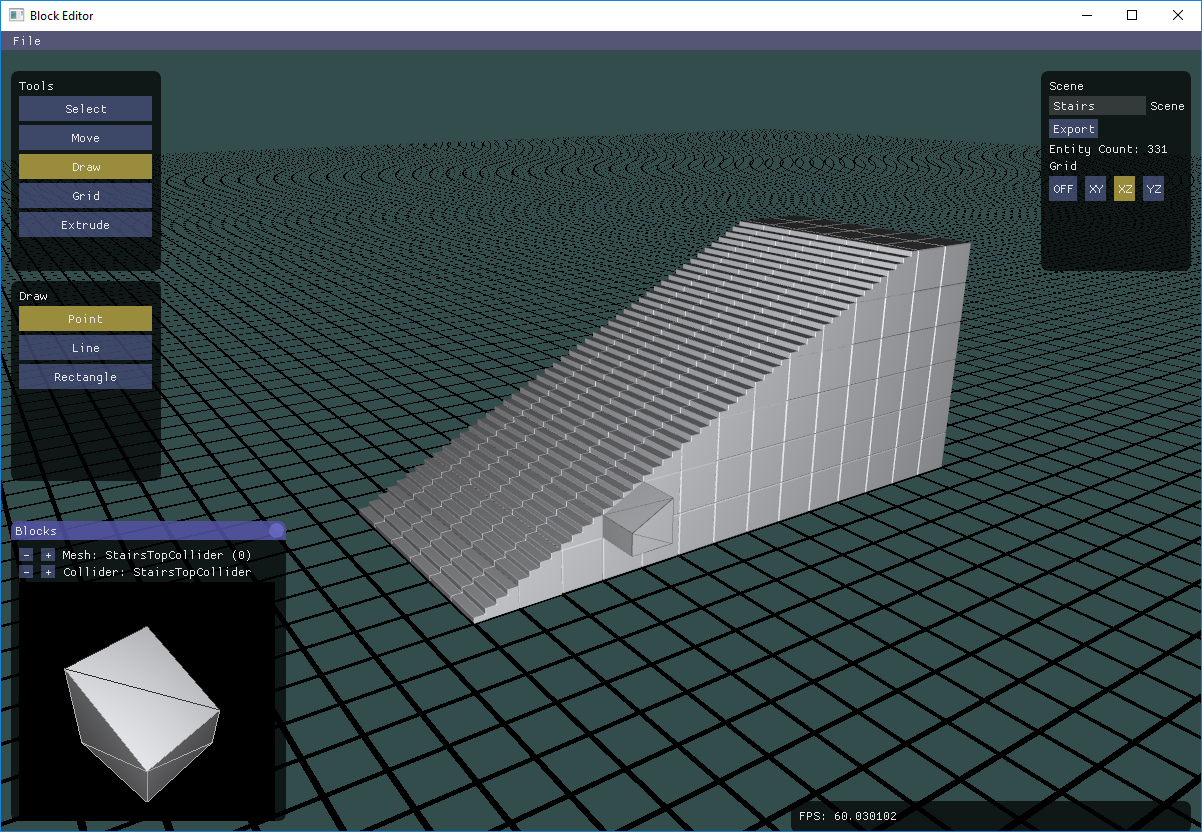 Block Editor
File
Tools
Select
Move
Draw
Grid
Extrude
Draw
Point
Line
Rectangle
Blocks
- + Mesh: StairsTopCollider (0)
- + Collider: StairsTopCollider
Scene
Stairs Scene
Export
Entity Count: 331
Grid
OFF XY XZ YZ
FPS: 60.030102